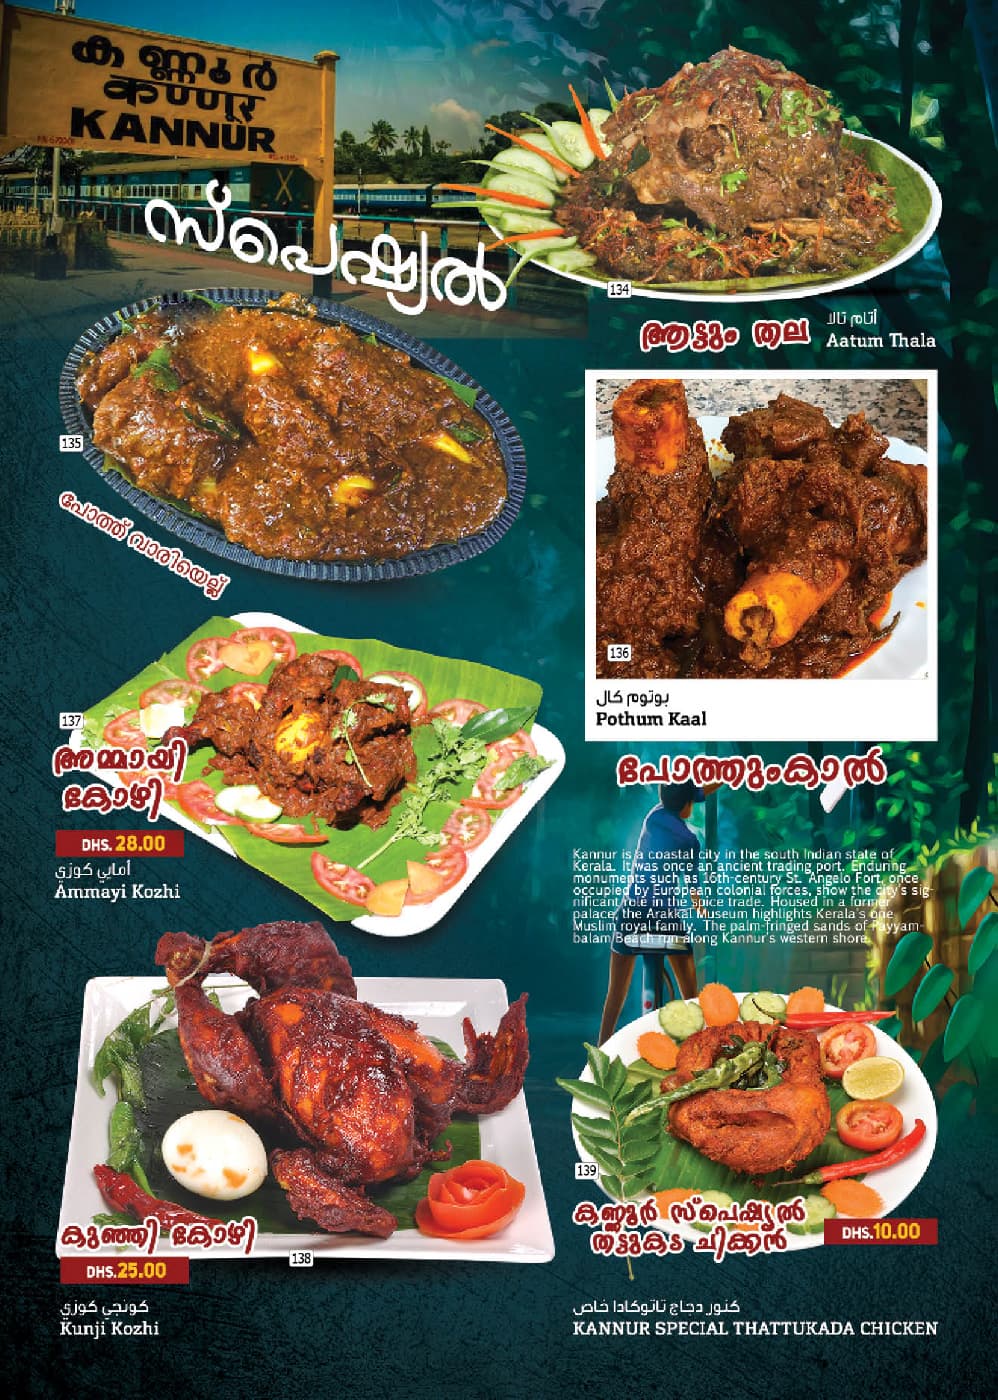 കണ്ണൂർ
कण्णूर
KANNUR
സ്പെഷ്യൽ
134
ആട്ടും തല
أتام تالا
Aatum Thala
135
പോത്ത് വാരിയെല്ല്
136
بوتوم كال
Pothum Kaal
പോത്തുംകാൽ
137
അമ്മായി
കോഴി
DHS. 28.00
أمايي كوزي
Ammayi Kozhi
Kannur is a coastal city in the south Indian state of
Kerala. It was once an ancient trading port. Enduring
monuments such as 16th-century St. Angelo Fort, once
occupied by European colonial forces, show the city's sig-
nificant role in the spice trade. Housed in a former
palace, the Arakkal Museum highlights Kerala's one
Muslim royal family. The palm-fringed sands of Payyam-
balam Beach run along Kannur's western shore.
138
കുഞ്ഞി കോഴി
DHS.25.00
كونجي كوزي
Kunji Kozhi
139
കണ്ണൂർ സ്പെഷ്യൽ
തട്ടുകട ചിക്കൻ
DHS.10.00
كنور دجاج تاتوكادا خاص
KANNUR SPECIAL THATTUKADA CHICKEN